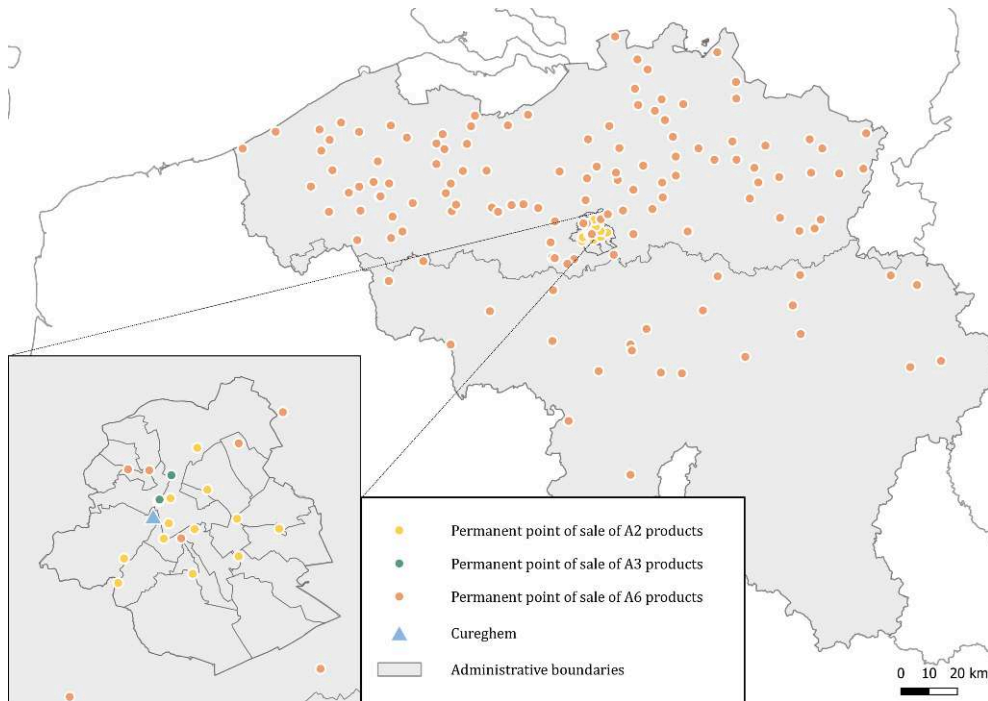 Permanent point of sale of A2 products
Permanent point of sale of A3 products
Permanent point of sale of A6 products
Cureghem
Administrative boundaries
0 10 20 km